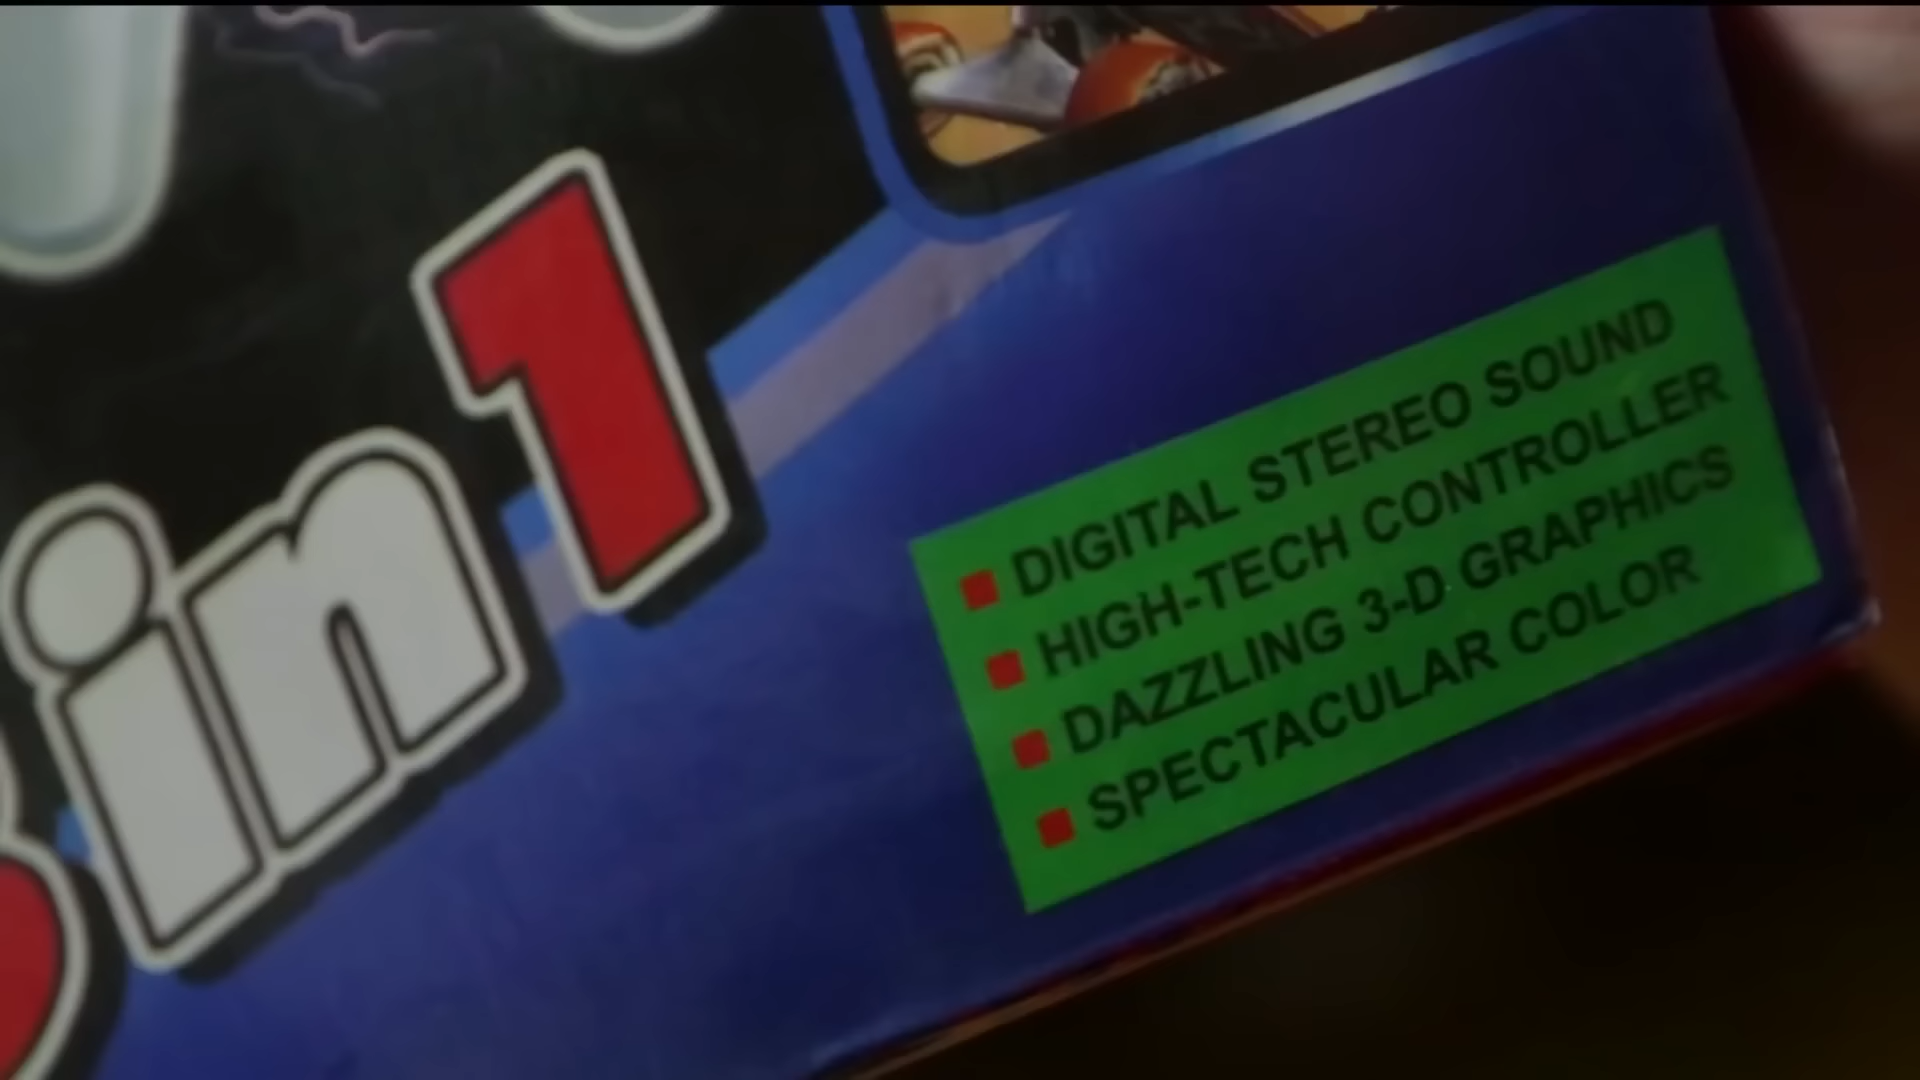 in 1
DIGITAL STEREO SOUND
HIGH-TECH CONTROLLER
DAZZLING 3-D GRAPHICS
SPECTACULAR COLOR